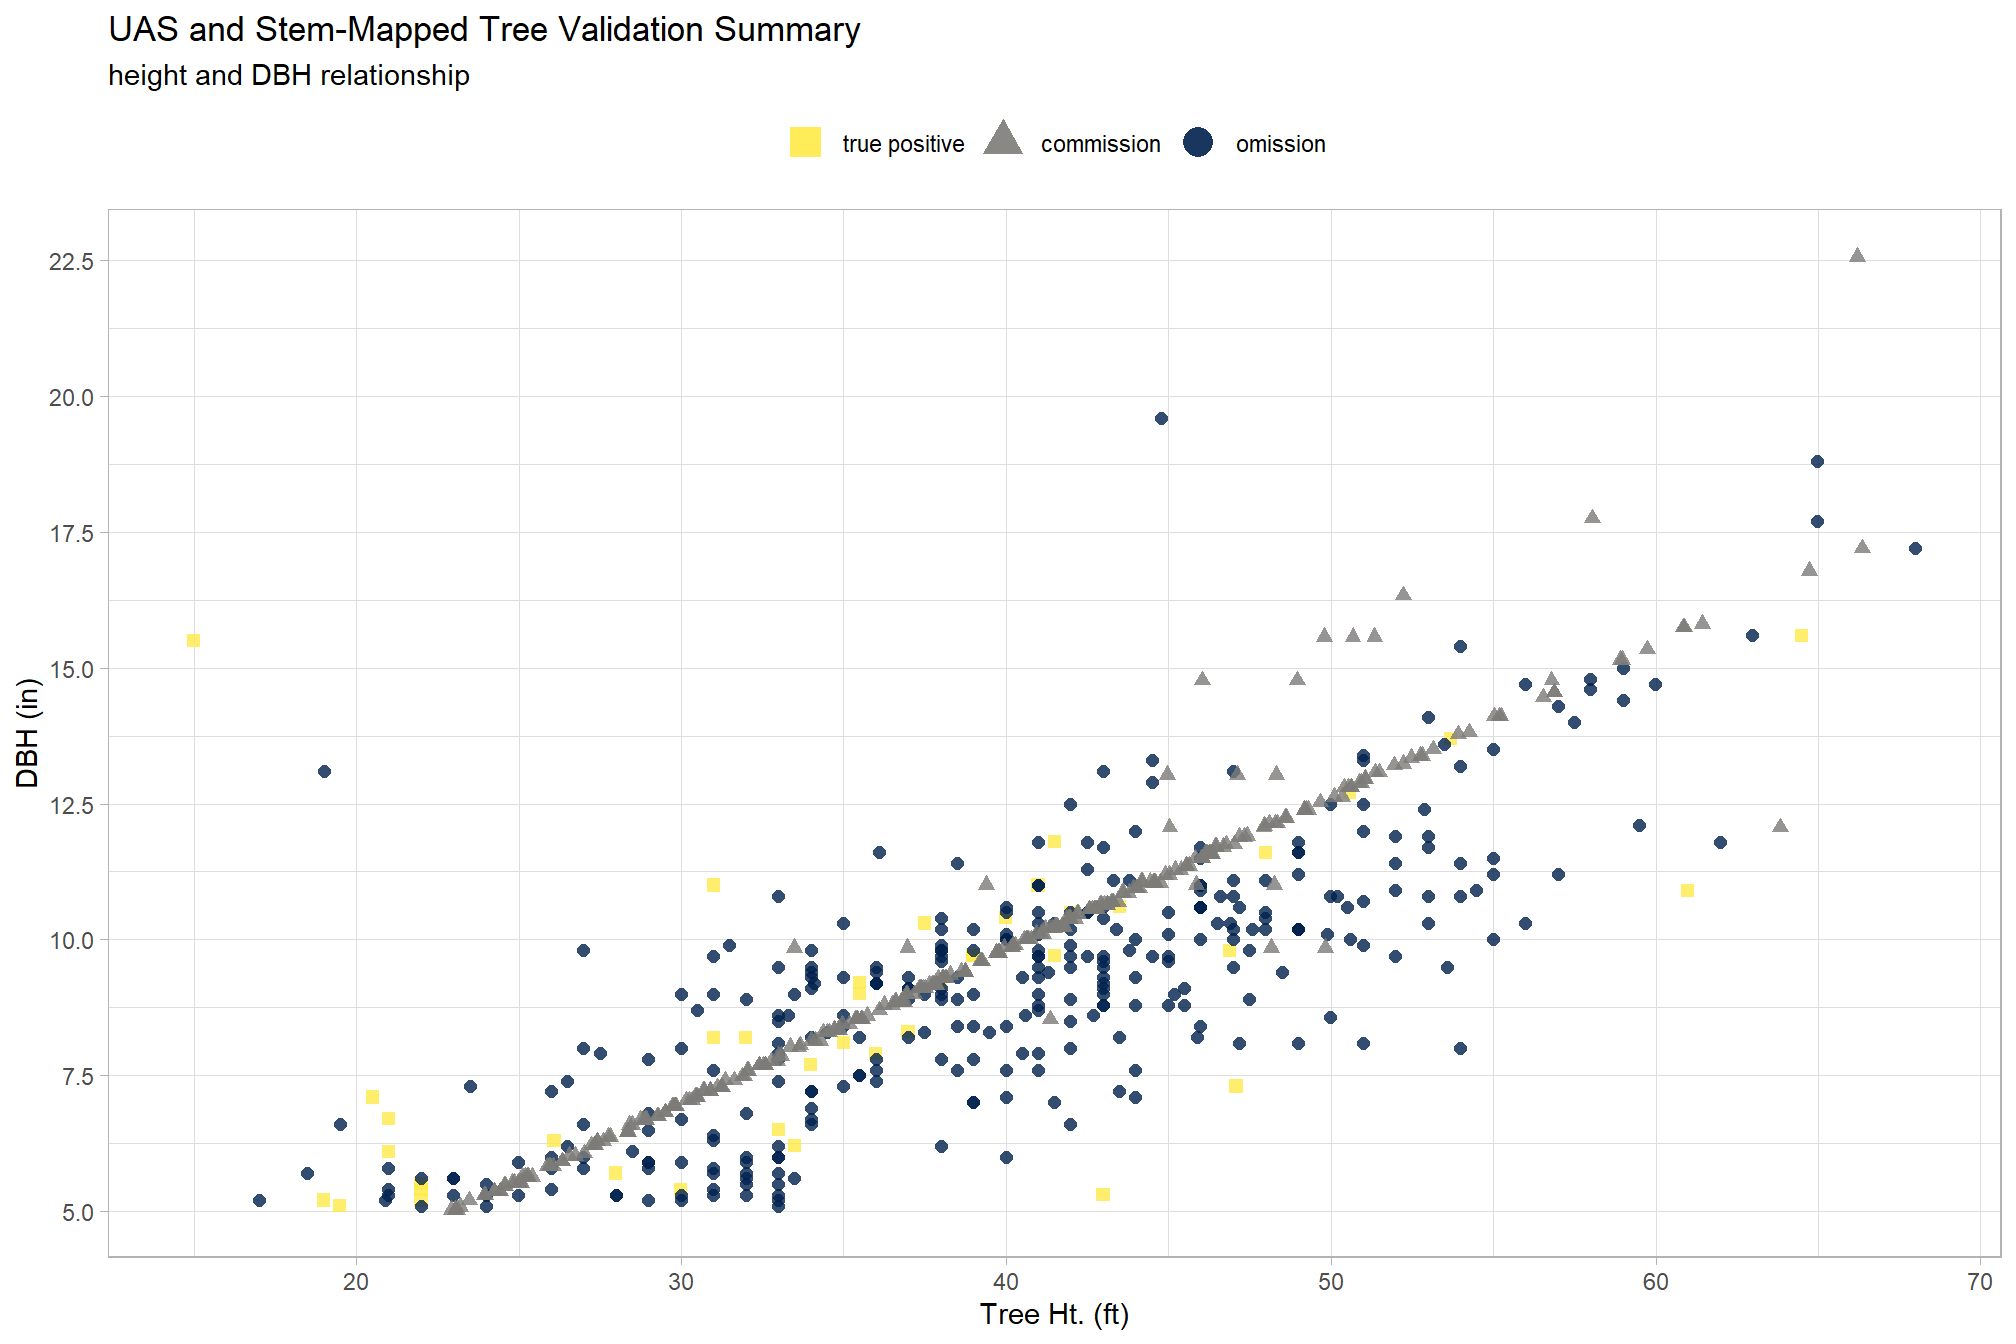 UAS and Stem-Mapped Tree Validation Summary
height and DBH relationship
true positive commission omission
22.5
20.0
17.5
15.0
12.5
10.0
7.5
5.0
DBH (in)
20 30 40 50 60 70
Tree Ht. (ft)